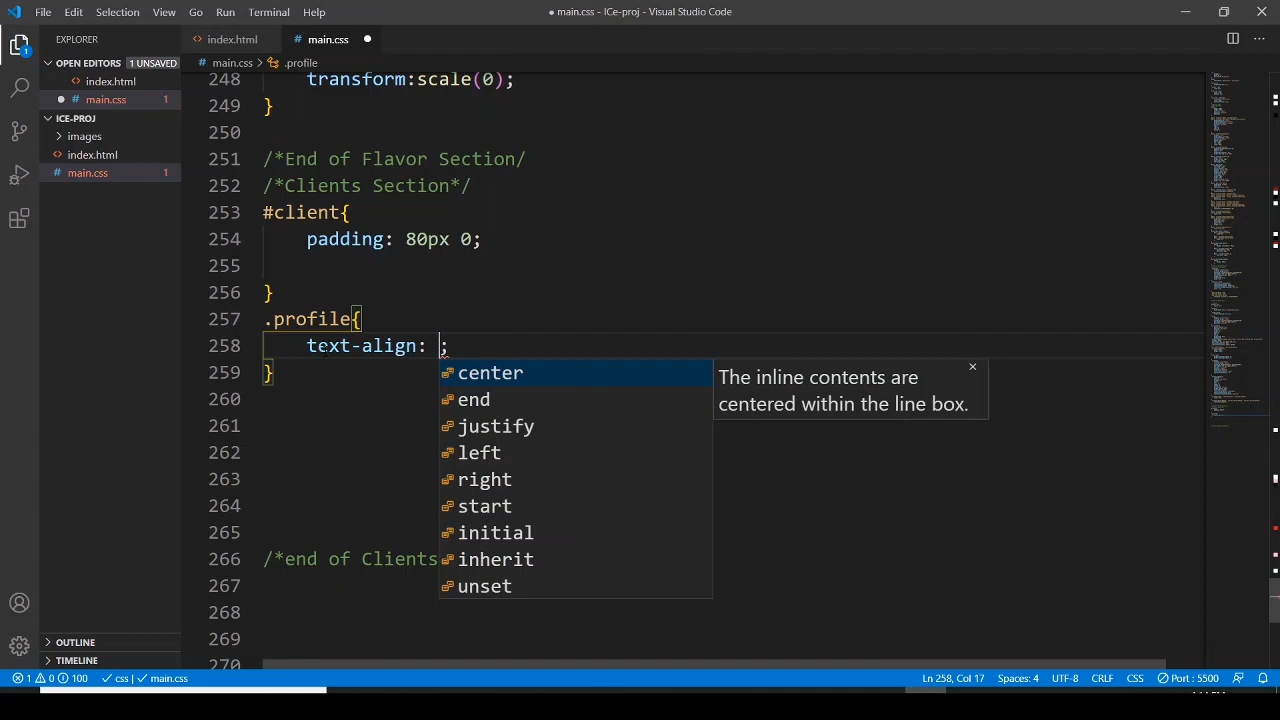 File Edit Selection View Go Run Terminal Help
● main.css - ICe-proj - Visual Studio Code
EXPLORER
index.html
main.css
OPEN EDITORS 1 UNSAVED
index.html
main.css 1
ICE-PROJ
images
index.html
main.css 1
OUTLINE
TIMELINE
main.css > .profile
248 transform:scale(0);
249 }
250
251 /*End of Flavor Section/
252 /*Clients Section*/
253 #client{
254 padding: 80px 0;
255
256 }
257 .profile{
258 text-align: ;
259 }
260
261
262
263
264
265
266 /*end of Clients
267
268
269
270
center
end
justify
left
right
start
initial
inherit
unset
The inline contents are
centered within the line box.
1 0 100 css | main.css Ln 258, Col 17 Spaces: 4 UTF-8 CRLF CSS Port : 5500